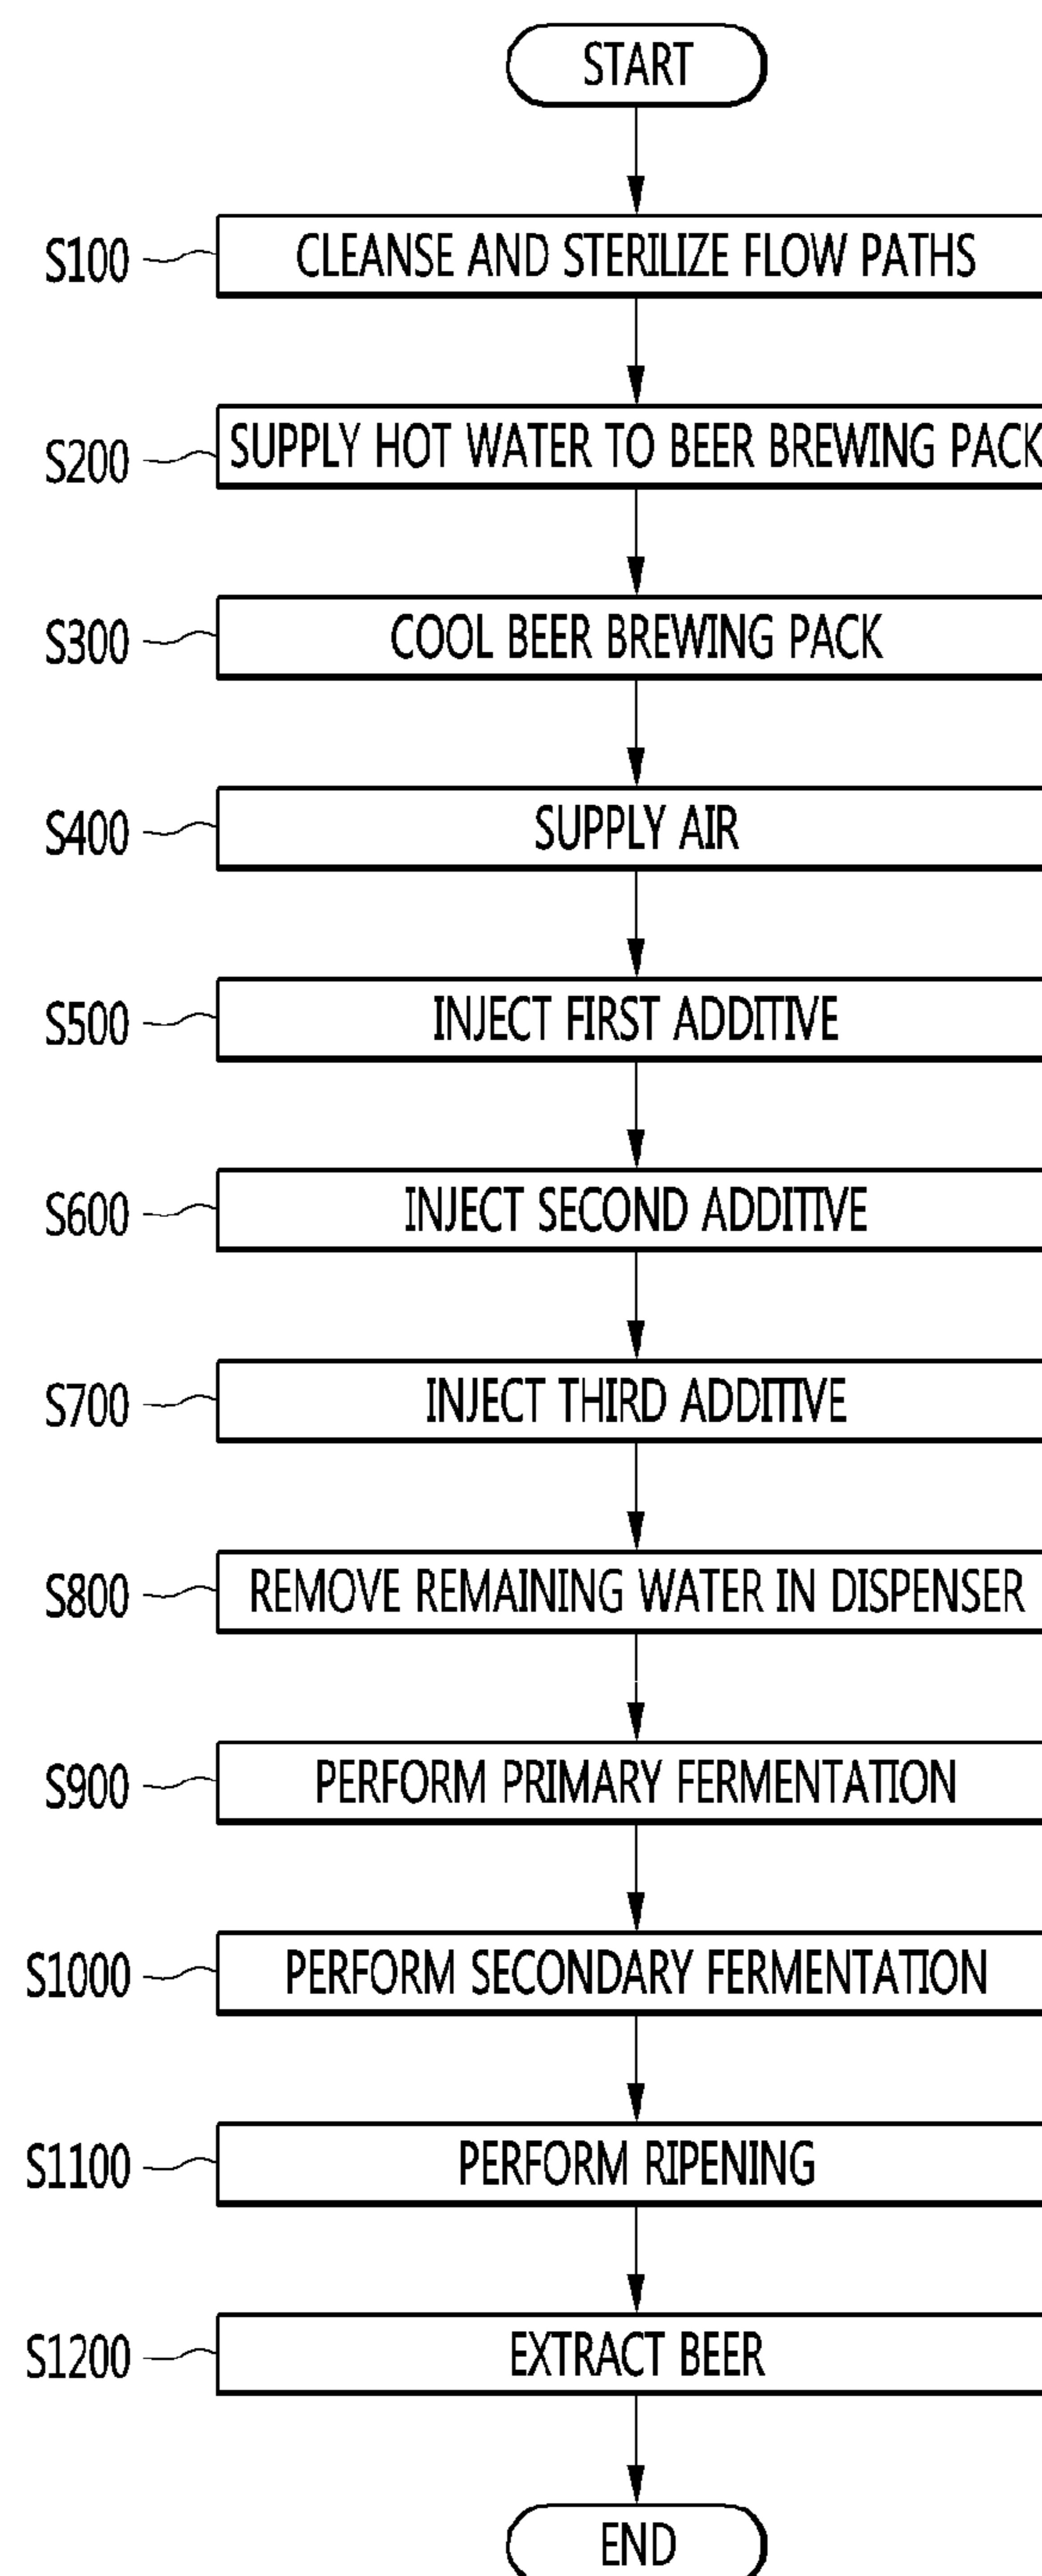 START
S100 CLEANSE AND STERILIZE FLOW PATHS
S200 SUPPLY HOT WATER TO BEER BREWING PACK
S300 COOL BEER BREWING PACK
S400 SUPPLY AIR
S500 INJECT FIRST ADDITIVE
S600 INJECT SECOND ADDITIVE
S700 INJECT THIRD ADDITIVE
S800 REMOVE REMAINING WATER IN DISPENSER
S900 PERFORM PRIMARY FERMENTATION
S1000 PERFORM SECONDARY FERMENTATION
S1100 PERFORM RIPENING
S1200 EXTRACT BEER
END